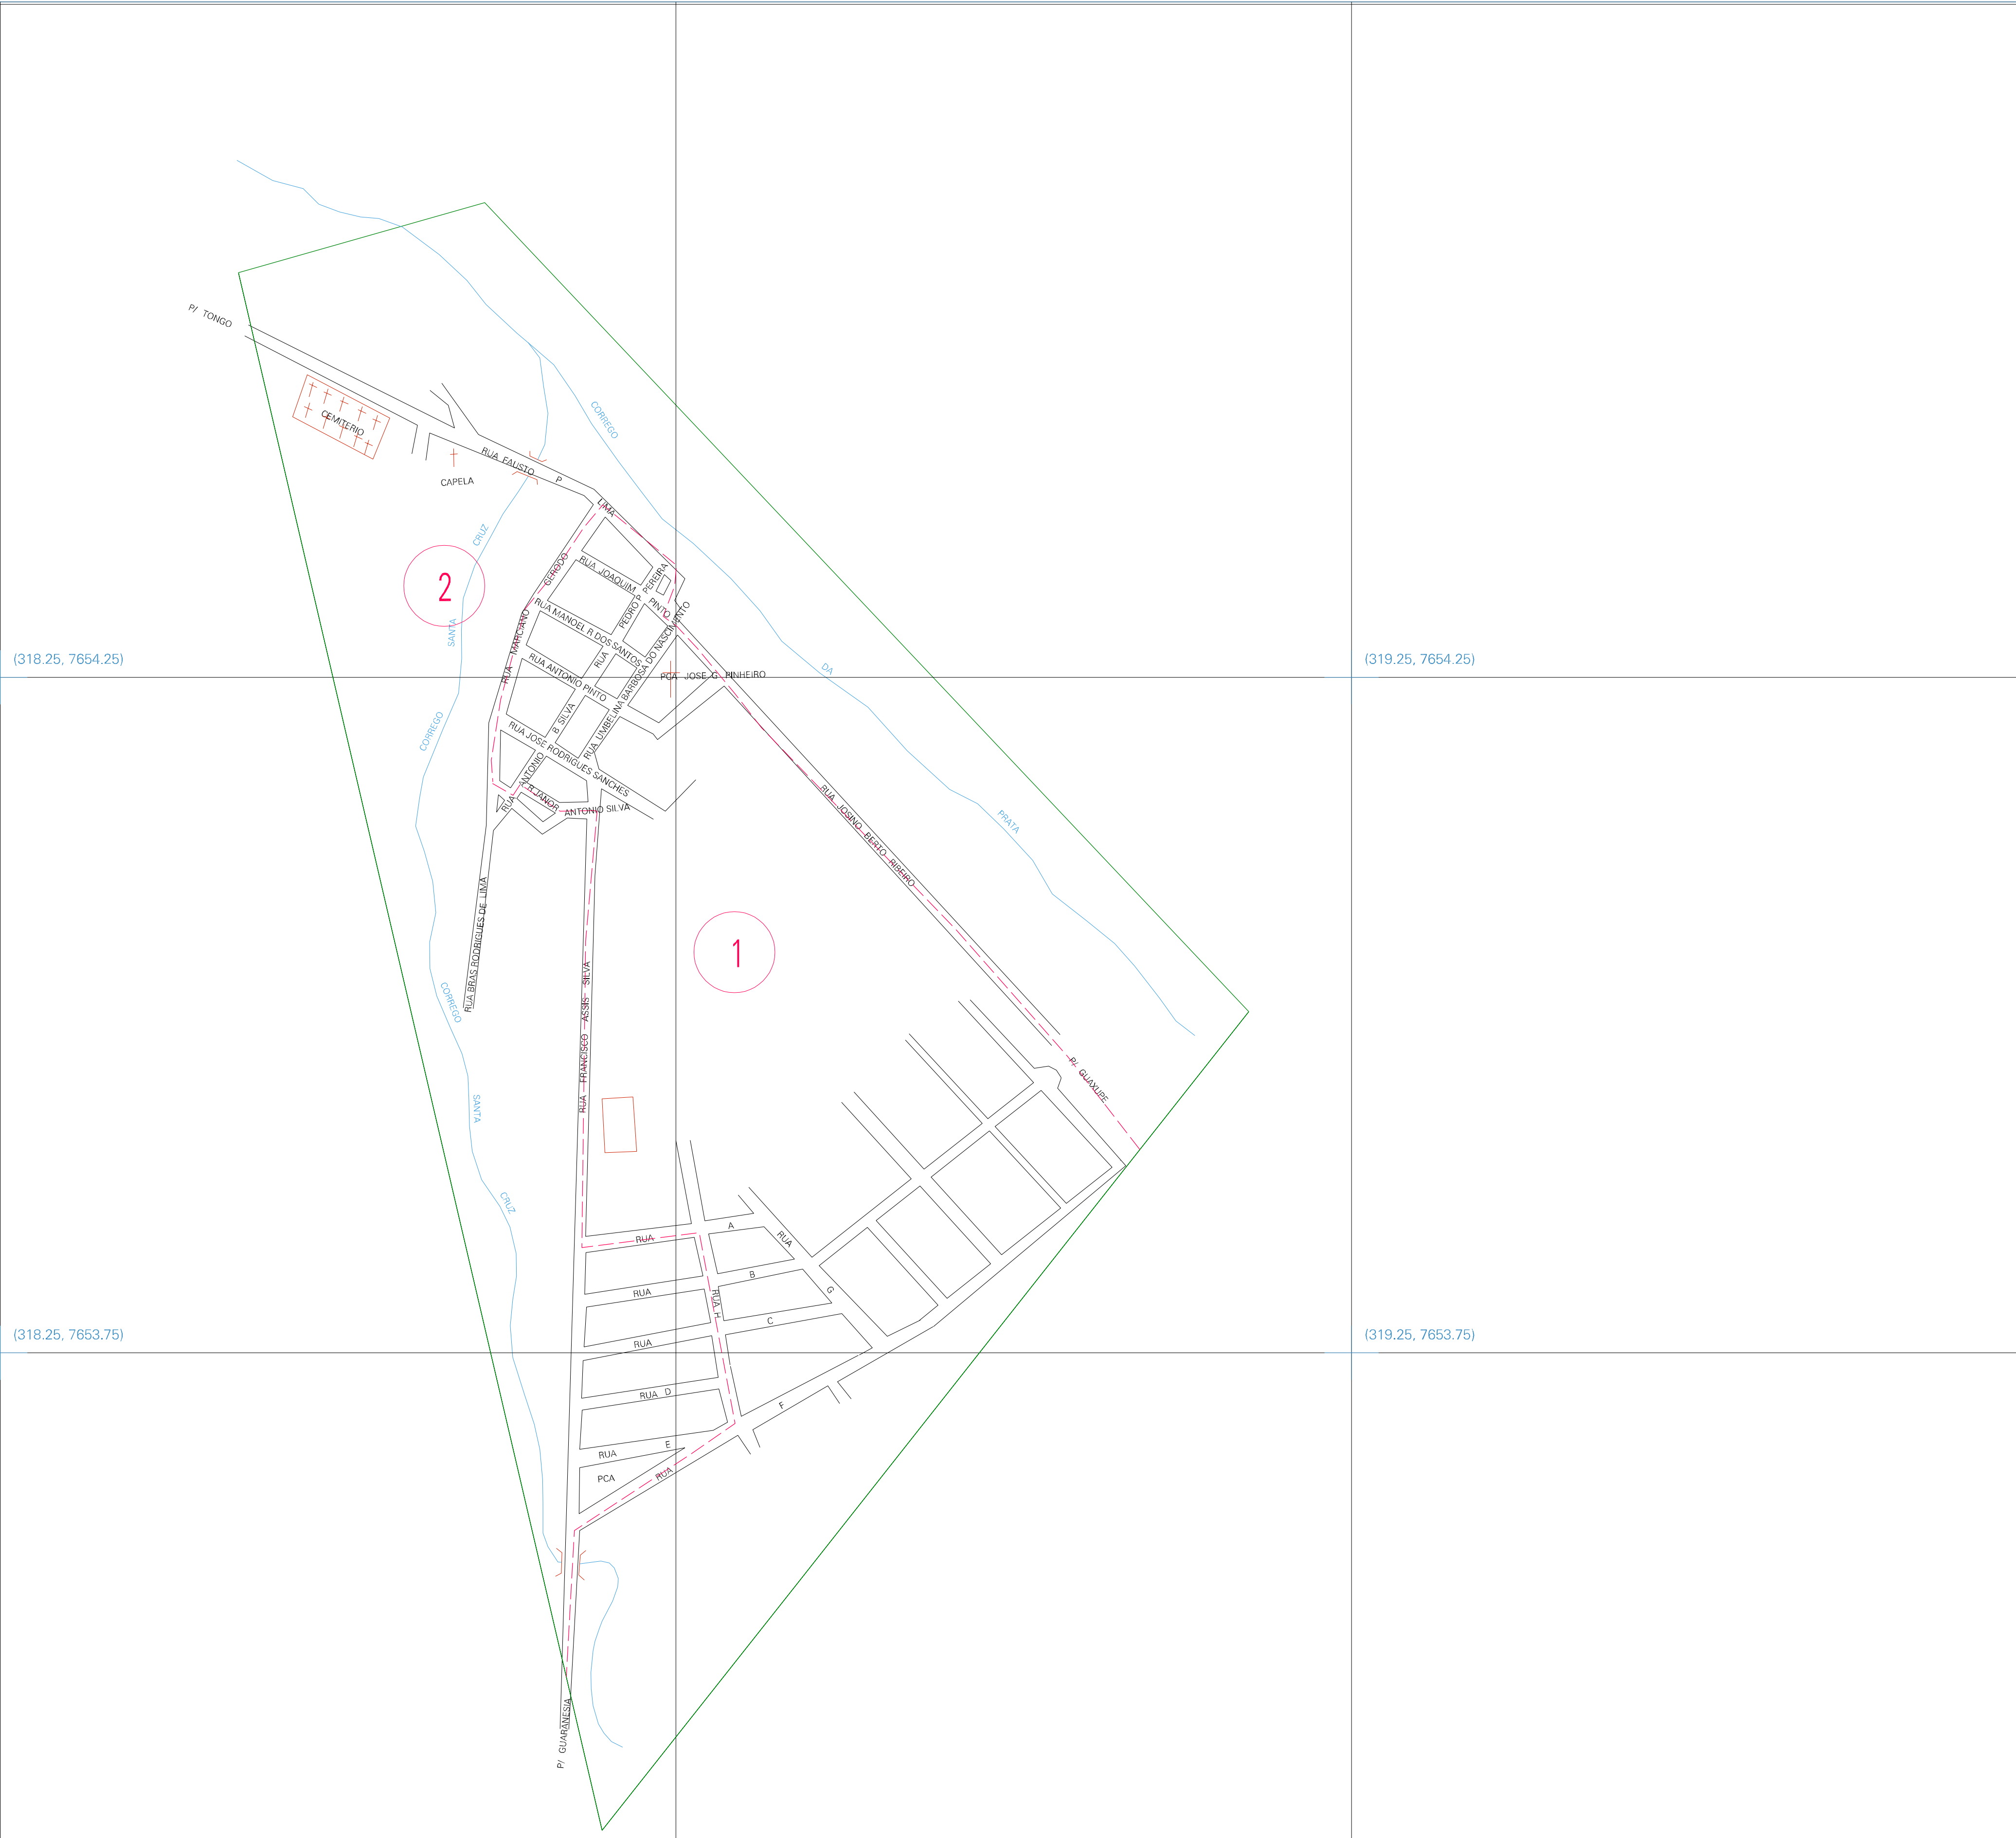 P/ TONGO
CEMITERIO
CORREGO
RUA FAUSTO P LIMA
CAPELA
CRUZ
2
SANTA
RUA MARCIANO GERODO
RUA JOAQUIM PINTO
PEDRO P PEREIRA
RUA MANOEL R DOS SANTOS
RUA UMBELINA BARBOSA DO NASCIMENTO
RUA ANTONIO PINTO
RUA
B SILVA
(318.25, 7654.25)
(319.25, 7654.25)
PCA JOSE G PINHEIRO
DA
CORREGO
RUA JOSE RODRIGUES SANCHES
RUA ANTONIO
R JANOR
ANTONIO SILVA
RUA JOSINO BERTO RIBEIRO
PRATA
RUA BRAS RODRIGUES DE LIMA
1
CORREGO
RUA FRANCISCO ASSIS SILVA
P/ GUAXUPE
SANTA
CRUZ
RUA A
RUA G
RUA B
RUA H
RUA C
(318.25, 7653.75)
(319.25, 7653.75)
RUA D
RUA F
RUA E
PCA
P/ GUARANESIA